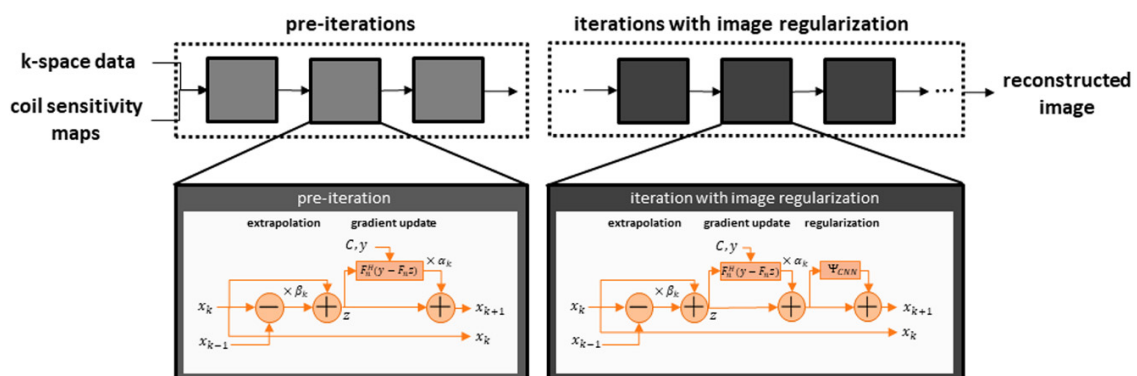 pre-iterations
iterations with image regularization
k-space data
coil sensitivity
maps
...
...
reconstructed
image
pre-iteration
extrapolation gradient update
C, y
F_n^H(y − F_n z) × α_k
x_k − × β_k + z + x_{k+1}
x_{k−1} x_k
iteration with image regularization
extrapolation gradient update regularization
C, y
F_n^H(y − F_n z) × α_k Ψ_{CNN}
x_k − × β_k + z + + x_{k+1}
x_{k−1} x_k